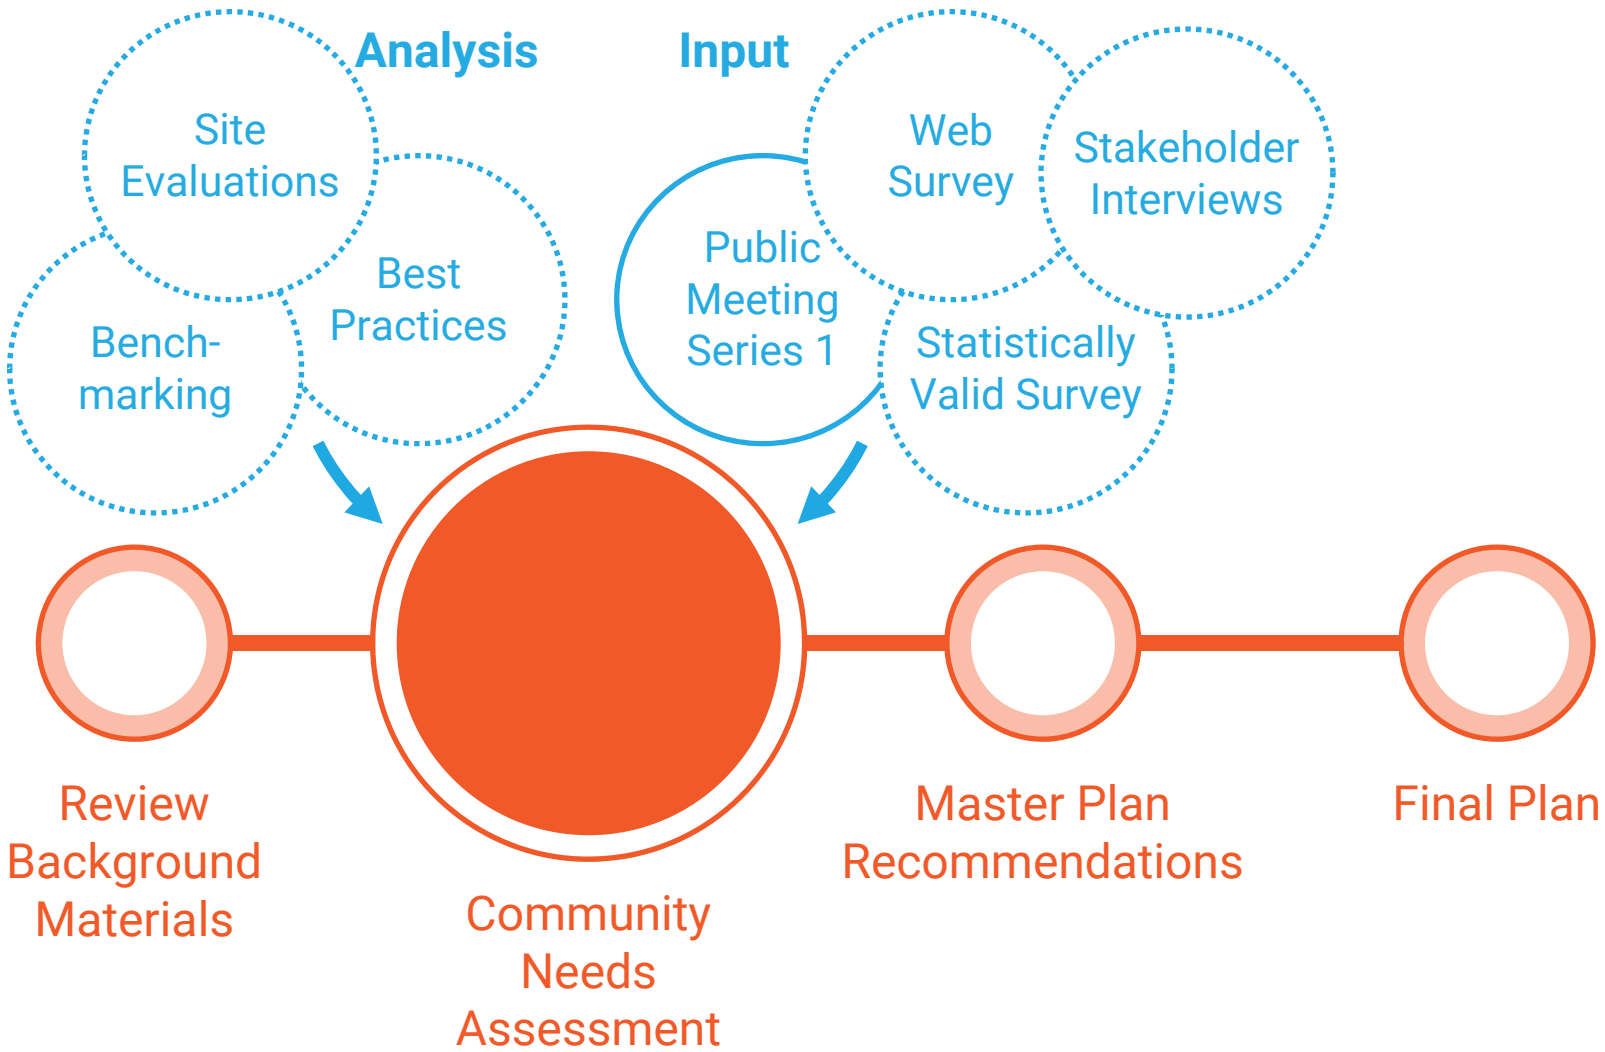 Analysis
Site
Evaluations
Best
Practices
Bench-
marking
Input
Web
Survey
Stakeholder
Interviews
Public
Meeting
Series 1
Statistically
Valid Survey
Review
Background
Materials
Community
Needs
Assessment
Master Plan
Recommendations
Final Plan